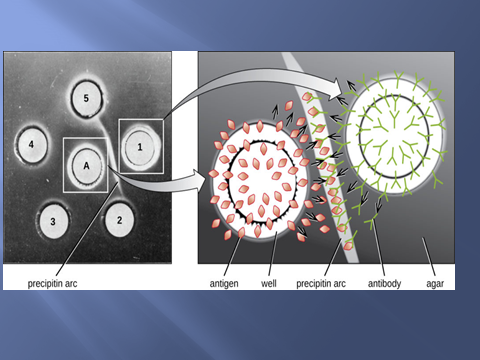 5
4
1
A
3
2
precipitin arc
antigen
well
precipitin arc
antibody
agar